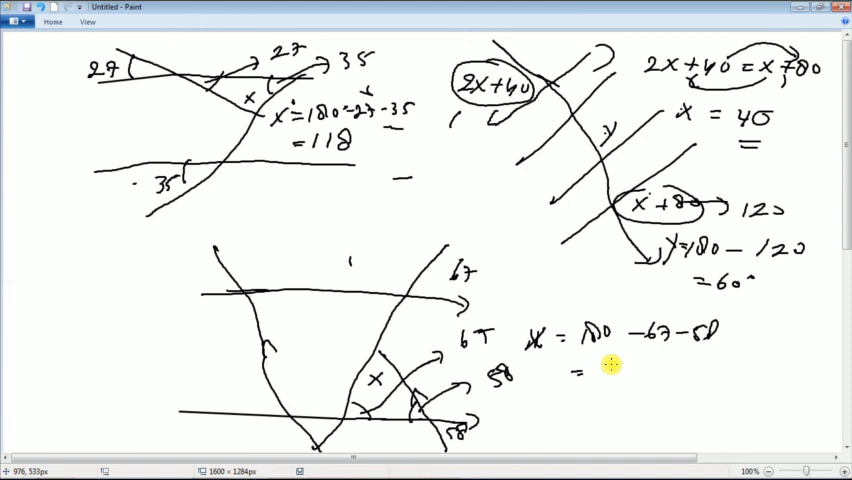 Untitled - Paint
Home View
27
27
35
x
x° = 180° - 27 - 35
= 118
35
2x+40
2x+40 = x+80
x = 40
=
y
x+80
120
y = 180 - 120
= 60°
67
67
x = 180 - 67 - 58
=
x
58
58
976, 533px
1600 × 1284px
100%